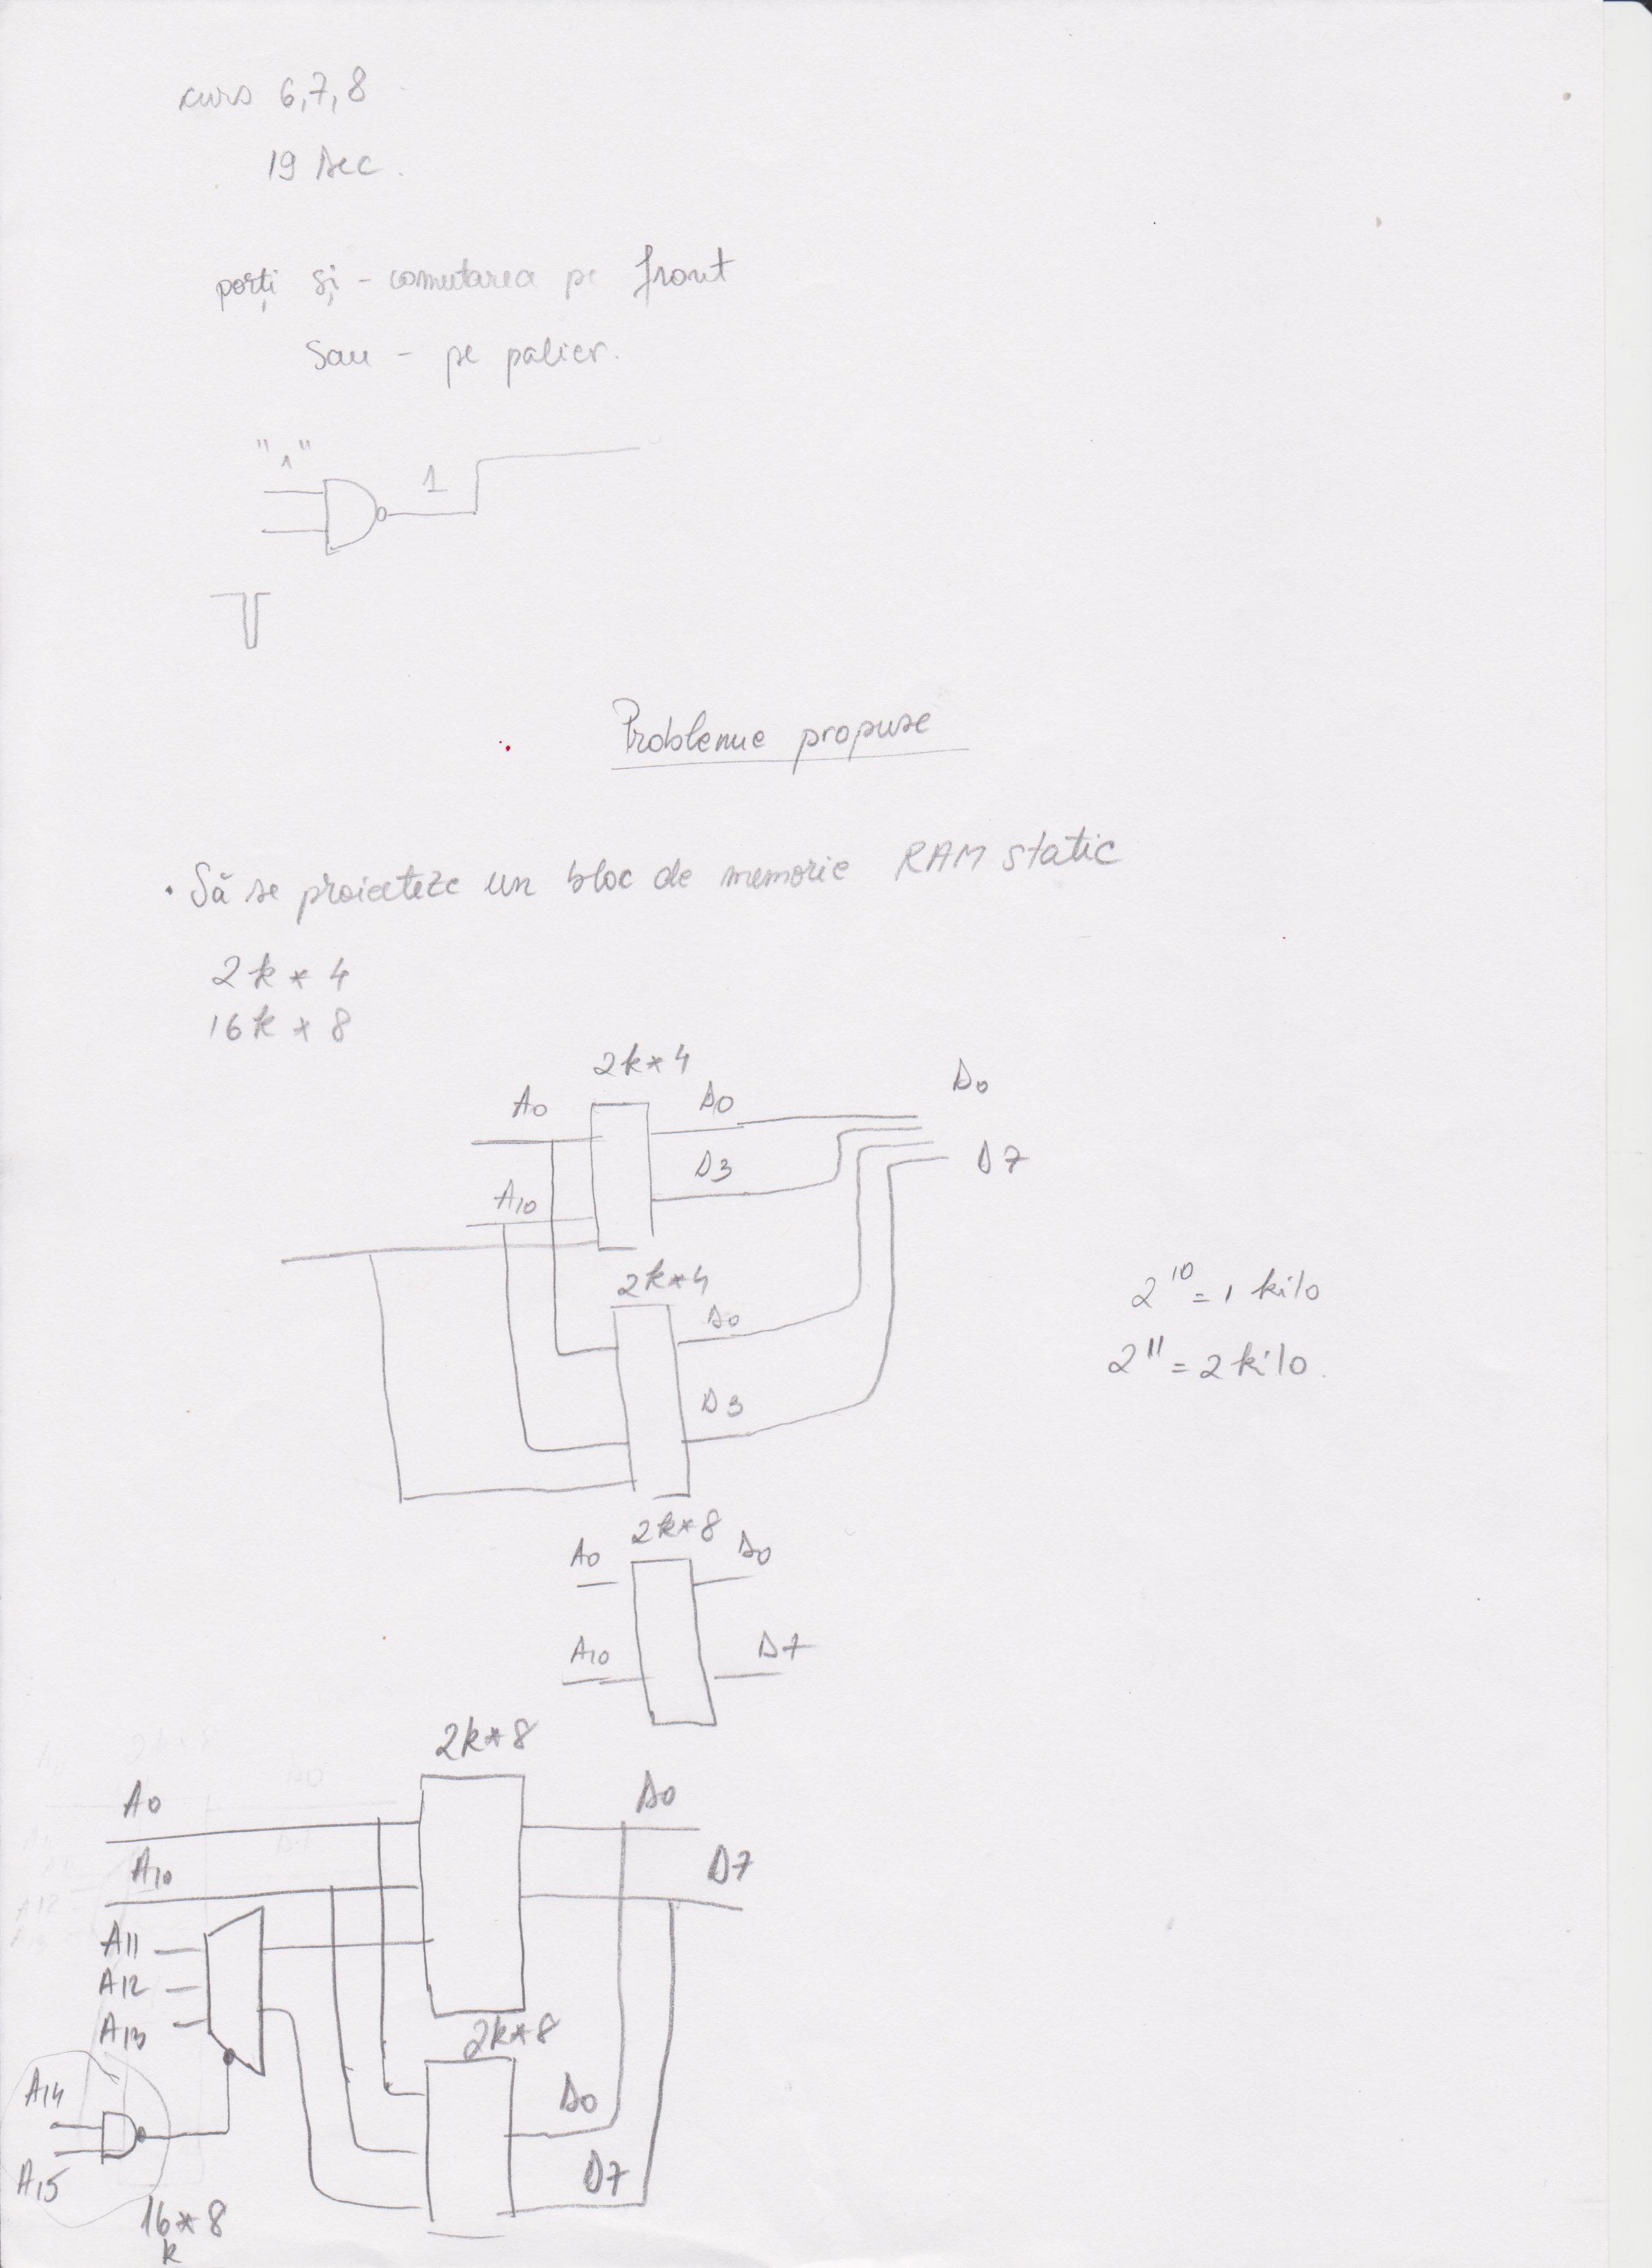 curs 6,7,8
19 Dec.
porți și - comutarea pe front
sau - pe palier.
"1"
1
Probleme propuse
• Să se proiecteze un bloc de memorie RAM static
2k * 4
16k * 8
2k*4
A0 D0 D0
D3 D7
A10
2k*4
D0
2^10 = 1 kilo
2^11 = 2 kilo.
D3
2k*8
A0 D0
A10 D7
2k*8
A0 D0
A10 D7
A11
A12
A13
2k*8
A14 D0
A15 D7
16*8
k